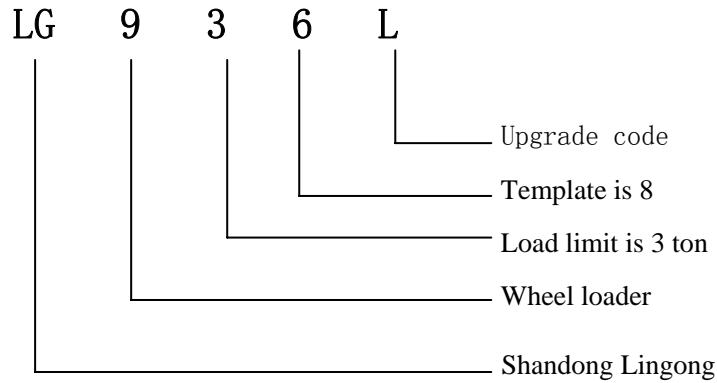 LG 9 3 6 L
Upgrade code
Template is 8
Load limit is 3 ton
Wheel loader
Shandong Lingong